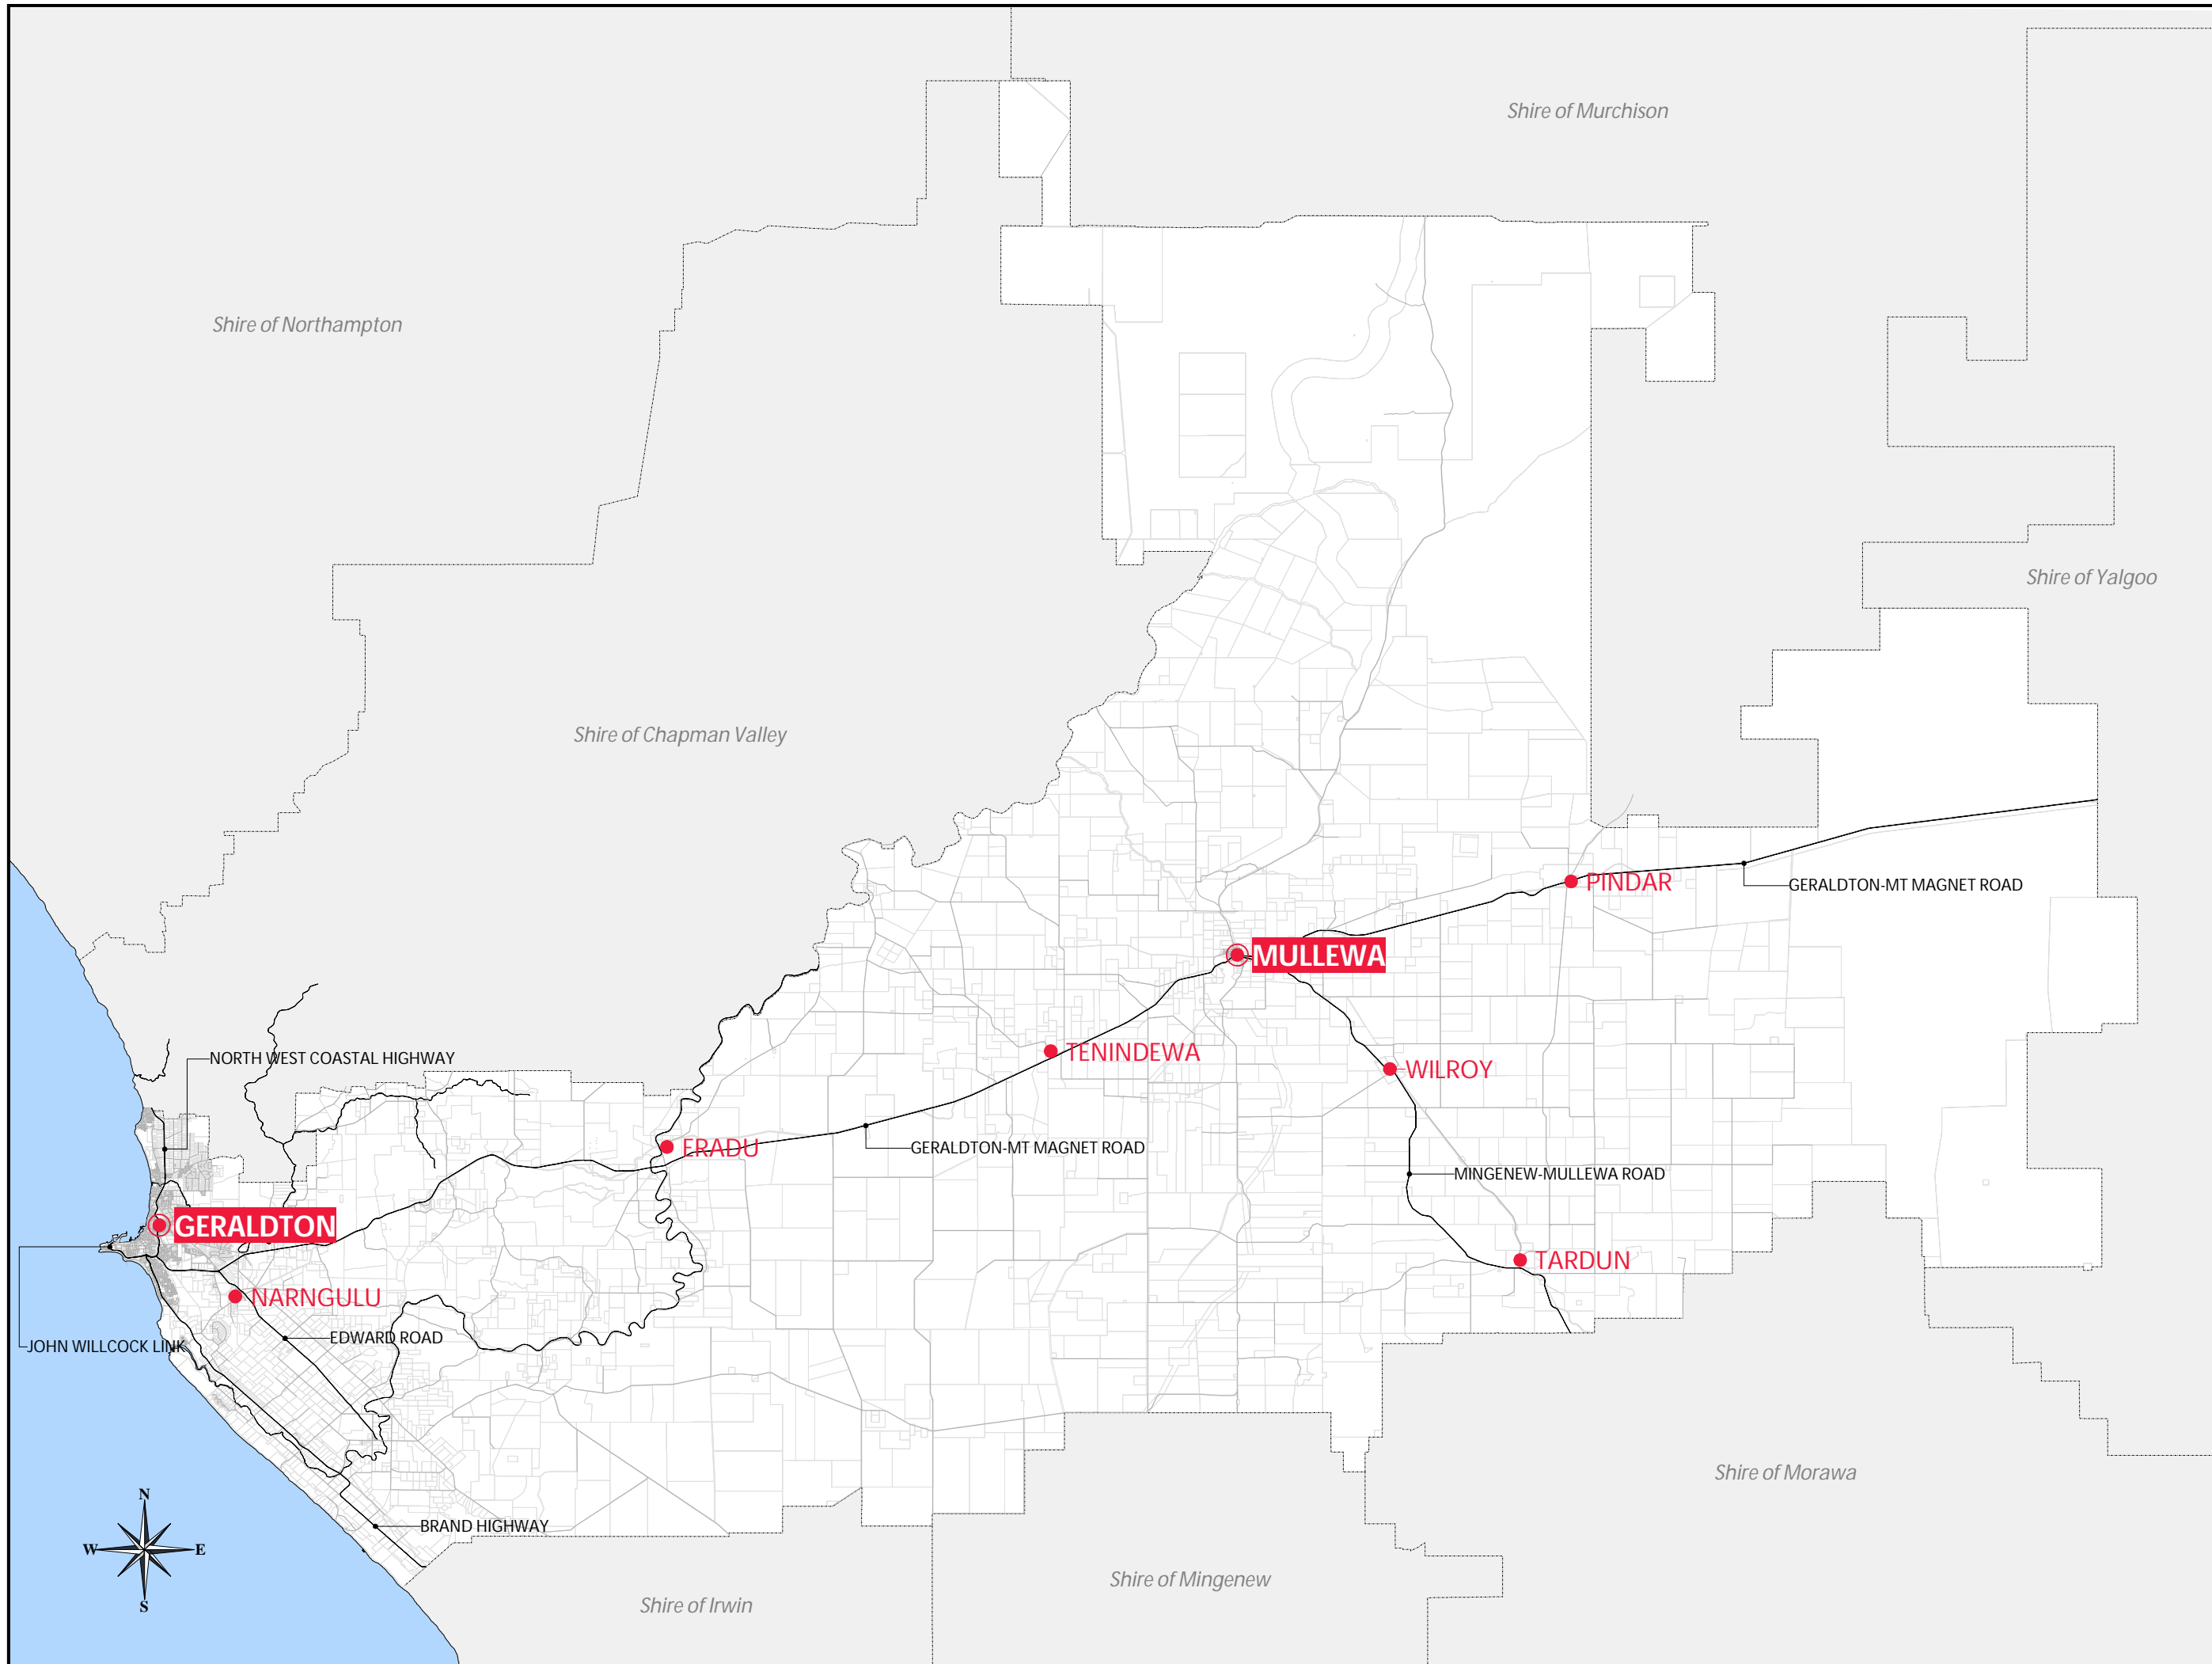 Shire of Murchison
Shire of Northampton
Shire of Yalgoo
Shire of Chapman Valley
PINDAR
GERALDTON-MT MAGNET ROAD
MULLEWA
TENINDEWA
NORTH WEST COASTAL HIGHWAY
WILROY
ERADU
GERALDTON-MT MAGNET ROAD
MINGENEW-MULLEWA ROAD
GERALDTON
TARDUN
NARNGULU
EDWARD ROAD
JOHN WILLCOCK LINK
Shire of Morawa
N
BRAND HIGHWAY
W E
Shire of Mingenew
S
Shire of Irwin